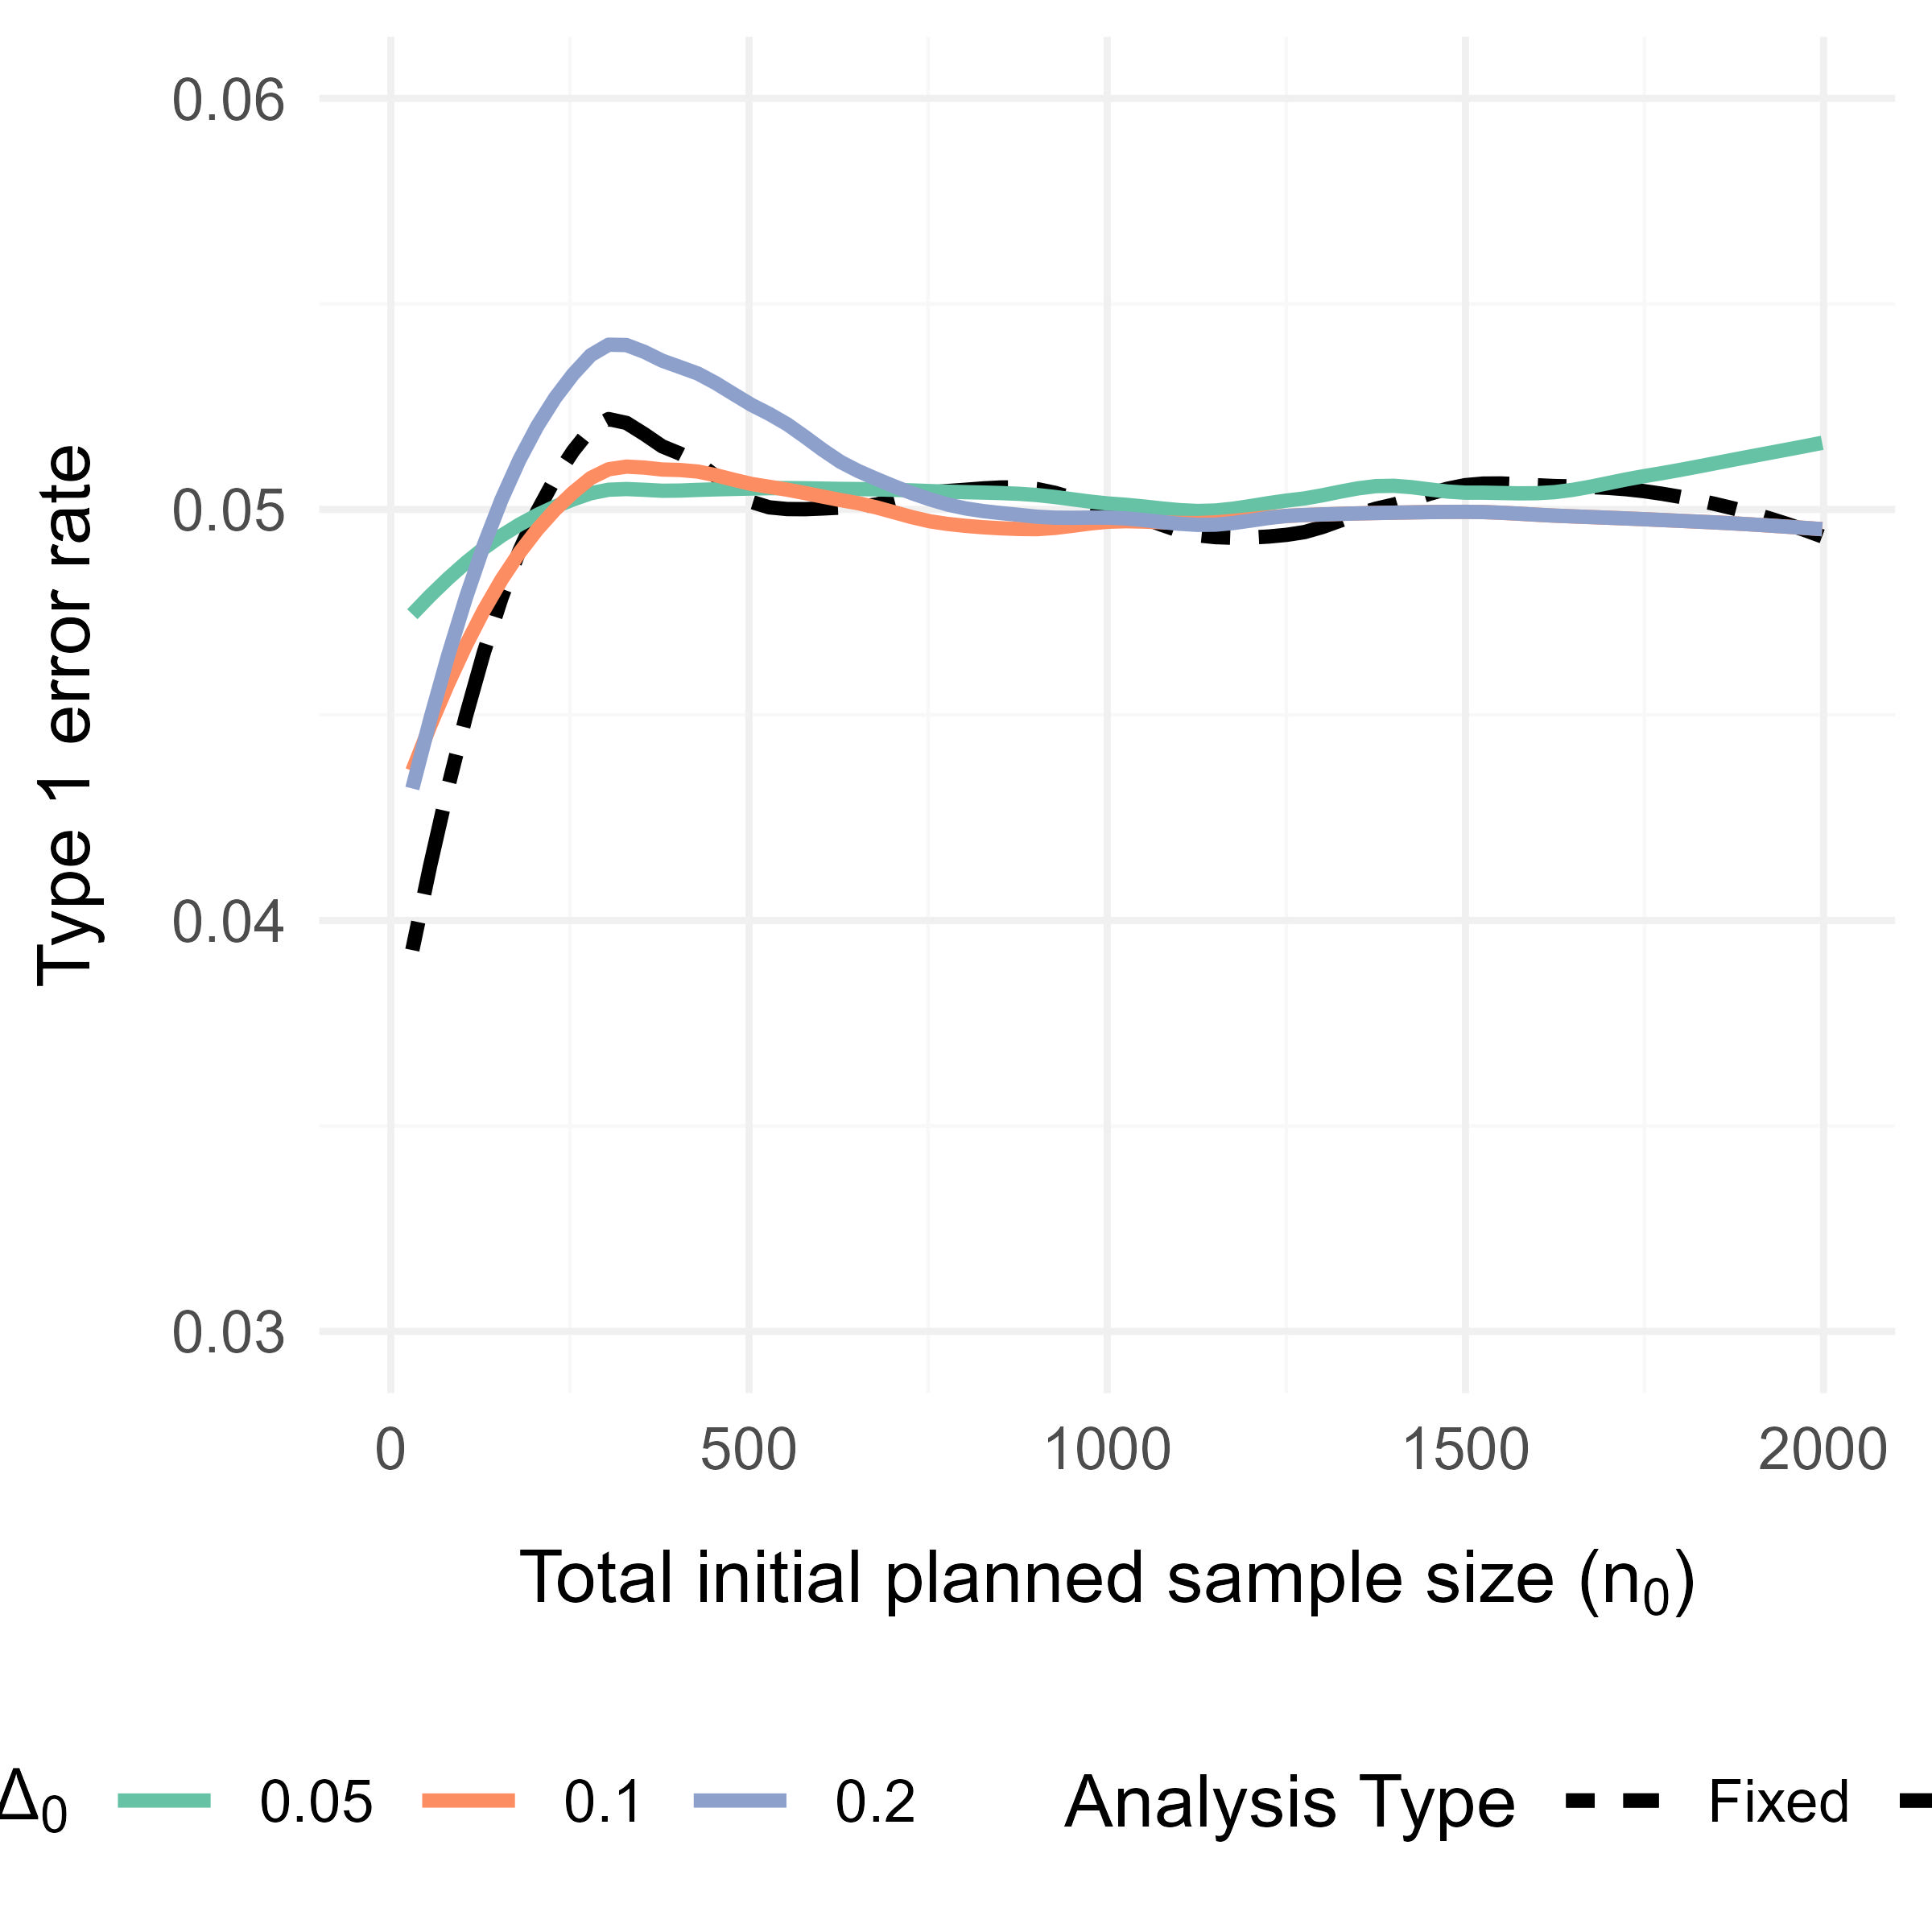 0.06
0.05
0.04
0.03
Type 1 error rate
0 500 1000 1500 2000
Total initial planned sample size (n₀)
Δ₀ 0.05 0.1 0.2 Analysis Type Fixed